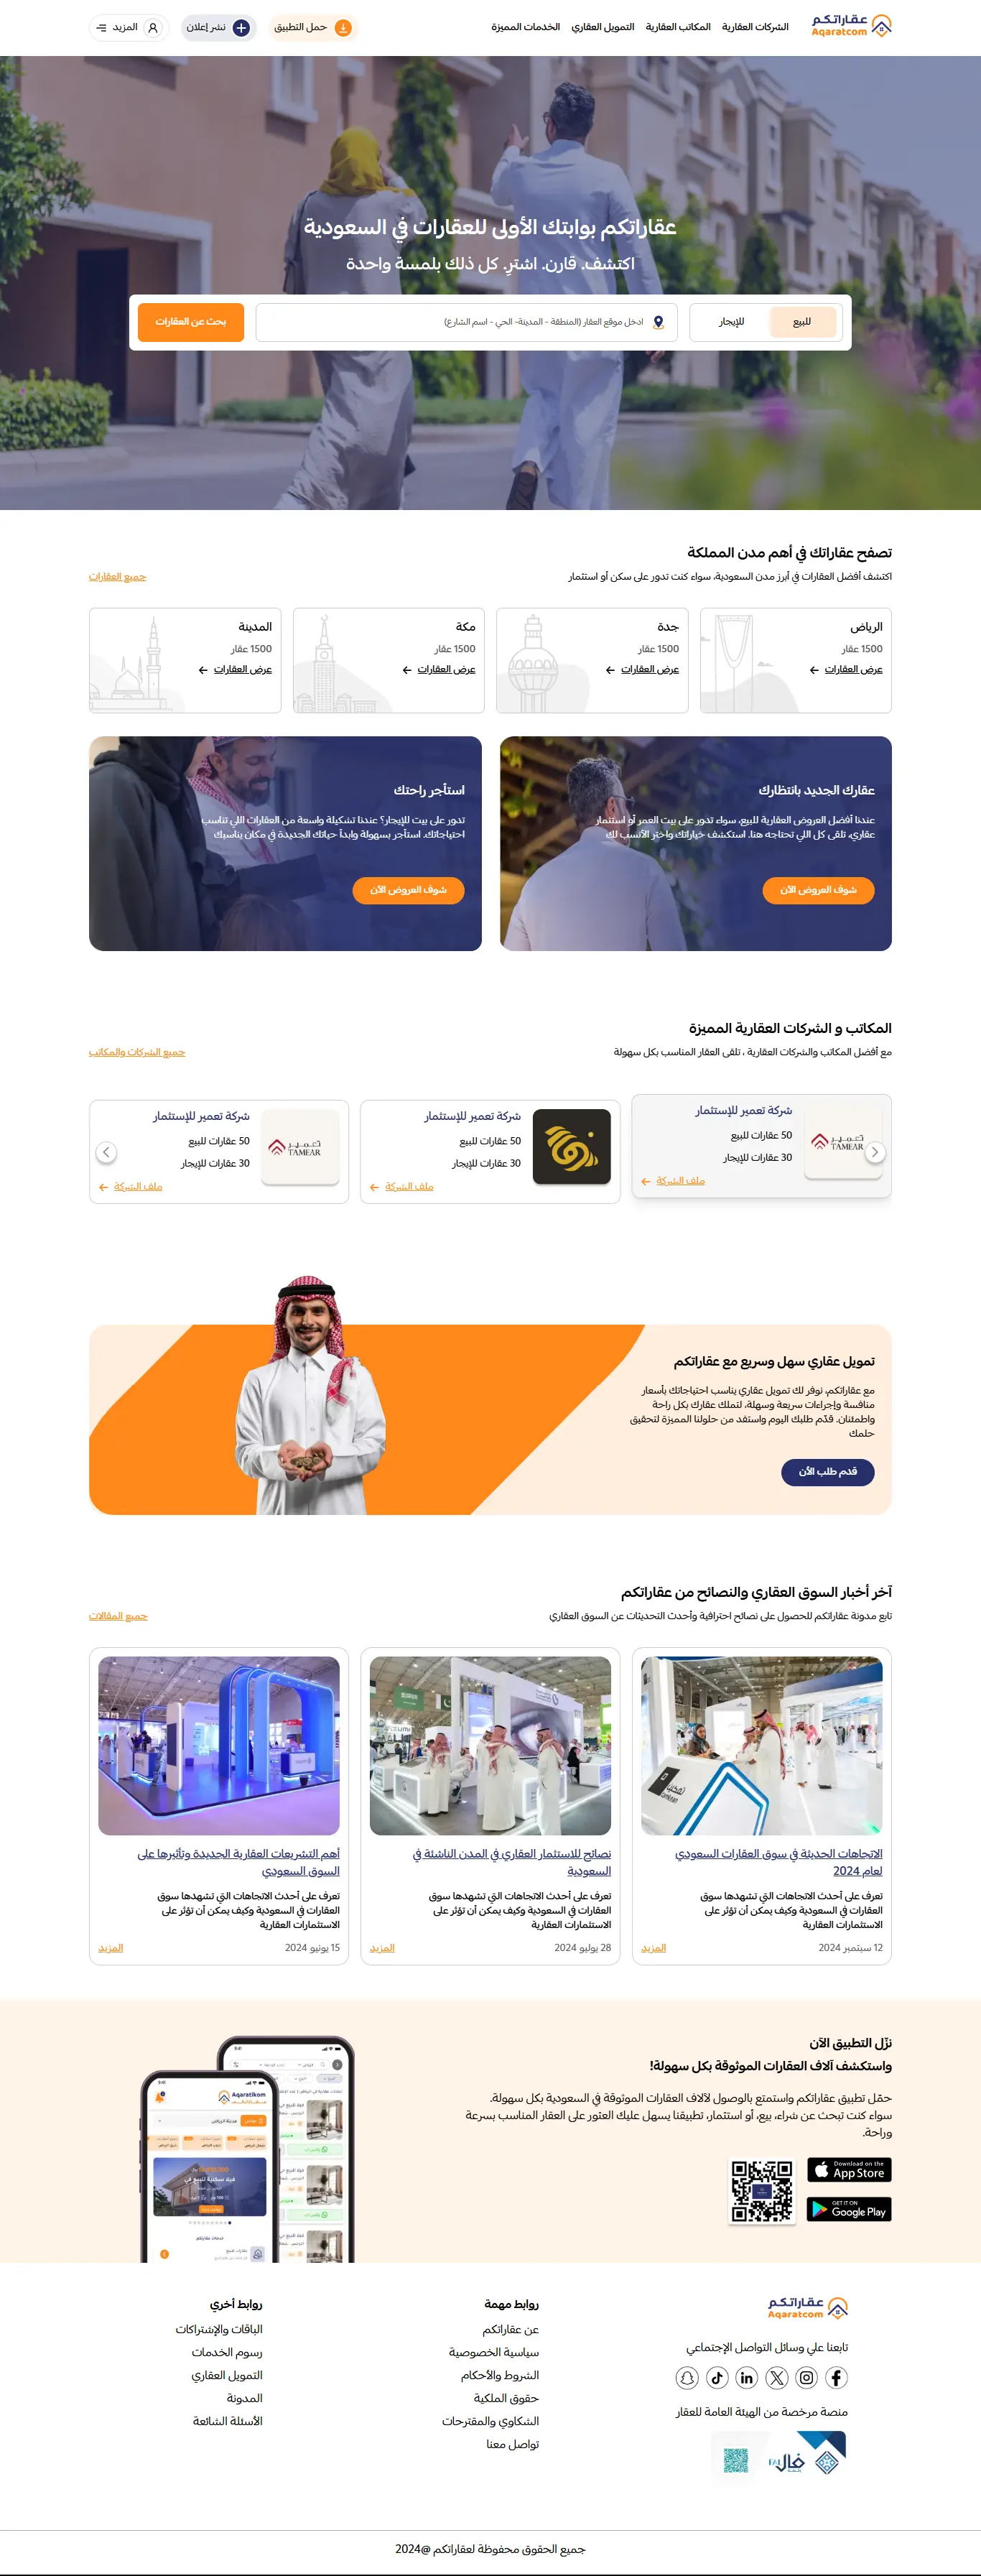 عقاراتكم
Aqaratcom
الشركات العقارية
المكاتب العقارية
التمويل العقاري
الخدمات المميزة
حمل التطبيق
نشر إعلان
المزيد
عقاراتكم بوابتك الأولى للعقارات في السعودية
اكتشف. قارن. اشترِ. كل ذلك بلمسة واحدة
للبيع
للإيجار
ادخل موقع العقار (المنطقة - المدينة- الحي - اسم الشارع)
بحث عن العقارات
تصفح عقاراتك في أهم مدن المملكة
اكتشف أفضل العقارات في أبرز مدن السعودية، سواء كنت تدور على سكن أو استثمار
جميع العقارات
الرياض
1500 عقار
عرض العقارات
جدة
1500 عقار
عرض العقارات
مكة
1500 عقار
عرض العقارات
المدينة
1500 عقار
عرض العقارات
عقارك الجديد بانتظارك
عندنا أفضل العروض العقارية للبيع، سواء تدور على بيت العمر أو استثمار
عقاري، تلقى كل اللي تحتاجه هنا. استكشف خياراتك واختر الأنسب لك
شوف العروض الآن
استأجر راحتك
تدور على بيت للإيجار؟ عندنا تشكيلة واسعة من العقارات اللي تناسب
احتياجاتك. استأجر بسهولة وابدأ حياتك الجديدة في مكان يناسبك
شوف العروض الآن
المكاتب و الشركات العقارية المميزة
مع أفضل المكاتب والشركات العقارية ، تلقى العقار المناسب بكل سهولة
جميع الشركات والمكاتب
تعمير
TAMEAR
شركة تعمير للإستثمار
50 عقارات للبيع
30 عقارات للإيجار
ملف الشركة
شركة تعمير للإستثمار
50 عقارات للبيع
30 عقارات للإيجار
ملف الشركة
تعمير
TAMEAR
شركة تعمير للإستثمار
50 عقارات للبيع
30 عقارات للإيجار
ملف الشركة
تمويل عقاري سهل وسريع مع عقاراتكم
مع عقاراتكم، نوفر لك تمويل عقاري يناسب احتياجاتك بأسعار
منافسة وإجراءات سريعة وسهلة، لتملك عقارك بكل راحة
واطمئنان. قدّم طلبك اليوم واستفد من حلولنا المميزة لتحقيق
حلمك
قدم طلب الأن
آخر أخبار السوق العقاري والنصائح من عقاراتكم
تابع مدونة عقاراتكم للحصول على نصائح احترافية وأحدث التحديثات عن السوق العقاري
جميع المقالات
الاتجاهات الحديثة في سوق العقارات السعودي
لعام 2024
تعرف على أحدث الاتجاهات التي تشهدها سوق
العقارات في السعودية وكيف يمكن أن تؤثر على
الاستثمارات العقارية
12 سبتمبر 2024
المزيد
نصائح للاستثمار العقاري في المدن الناشئة في
السعودية
تعرف على أحدث الاتجاهات التي تشهدها سوق
العقارات في السعودية وكيف يمكن أن تؤثر على
الاستثمارات العقارية
28 يوليو 2024
المزيد
أهم التشريعات العقارية الجديدة وتأثيرها على
السوق السعودي
تعرف على أحدث الاتجاهات التي تشهدها سوق
العقارات في السعودية وكيف يمكن أن تؤثر على
الاستثمارات العقارية
15 يونيو 2024
المزيد
نزّل التطبيق الآن
واستكشف آلاف العقارات الموثوقة بكل سهولة!
حمّل تطبيق عقاراتكم واستمتع بالوصول لآلاف العقارات الموثوقة في السعودية بكل سهولة.
سواء كنت تبحث عن شراء، بيع، أو استثمار، تطبيقنا يسهل عليك العثور على العقار المناسب بسرعة
وراحة.
Download on the
App Store
GET IT ON
Google Play
Aqaratikom
عقاراتكم
Aqaratcom
تابعنا علي وسائل التواصل الإجتماعي
منصة مرخصة من الهيئة العامة للعقار
فال
FAL
روابط مهمة
عن عقاراتكم
سياسية الخصوصية
الشروط والأحكام
حقوق الملكية
الشكاوي والمقترحات
تواصل معنا
روابط أخري
الباقات والإشتراكات
رسوم الخدمات
التمويل العقاري
المدونة
الأسئلة الشائعة
جميع الحقوق محفوظة لعقاراتكم @2024